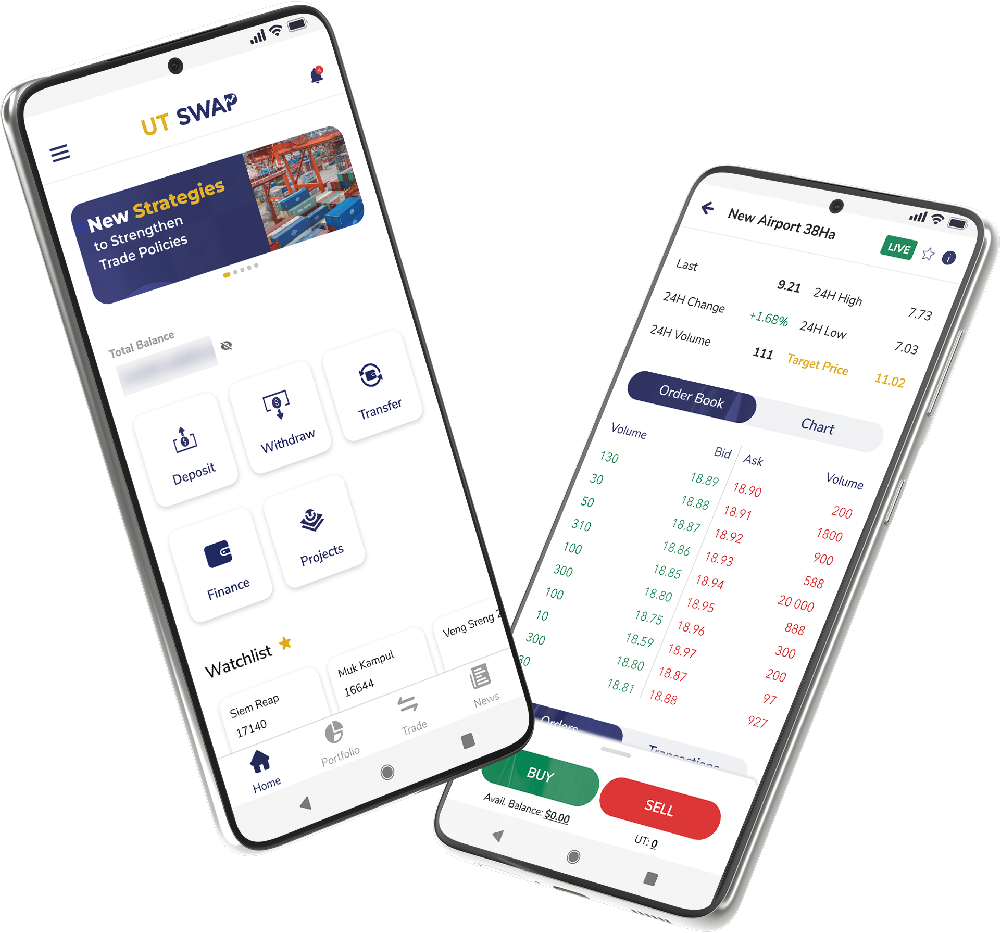 UT SWAP
New Strategies
to Strengthen
Trade Policies
Total Balance
Deposit
Withdraw
Transfer
Finance
Projects
Watchlist
Siem Reap
17140
Muk Kampul
16644
Veng Sreng
Home
Portfolio
Trade
News
New Airport 38Ha
LIVE
Last 9.21 24H High 7.73
24H Change +1.68% 24H Low 7.03
24H Volume 111 Target Price 11.02
Order Book Chart
Volume Bid Ask Volume
130 18.89 18.90 200
30 18.88 18.91 1800
50 18.87 18.92 900
310 18.86 18.93 588
100 18.85 18.94 20 000
300 18.80 18.95 888
100 18.75 18.96 300
10 18.59 18.97 200
300 18.80 18.87 97
18.81 18.88 927
Orders Transactions
BUY SELL
Avail. Balance: $0.00 UT: 0